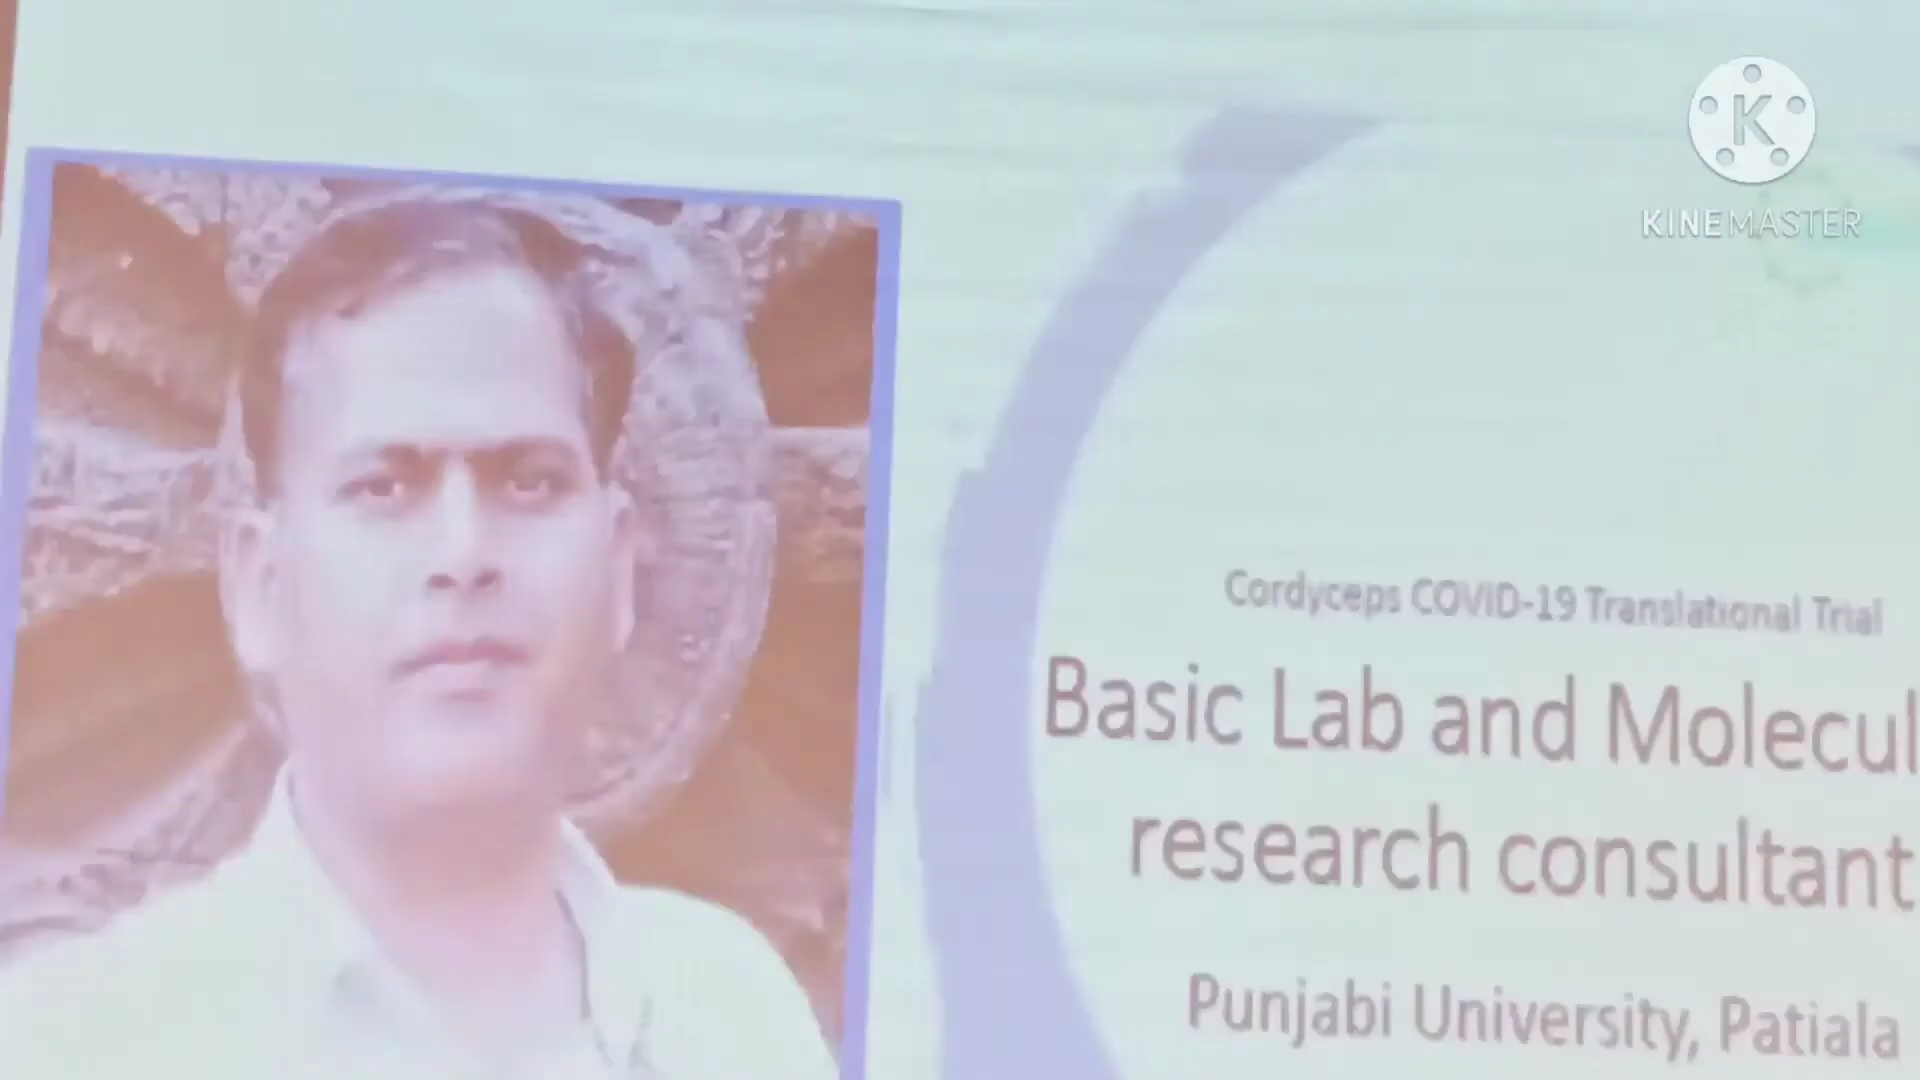 K
KINEMASTER
Cordyceps COVID-19 Translational Trial
Basic Lab and Molecul
research consultant
Punjabi University, Patiala